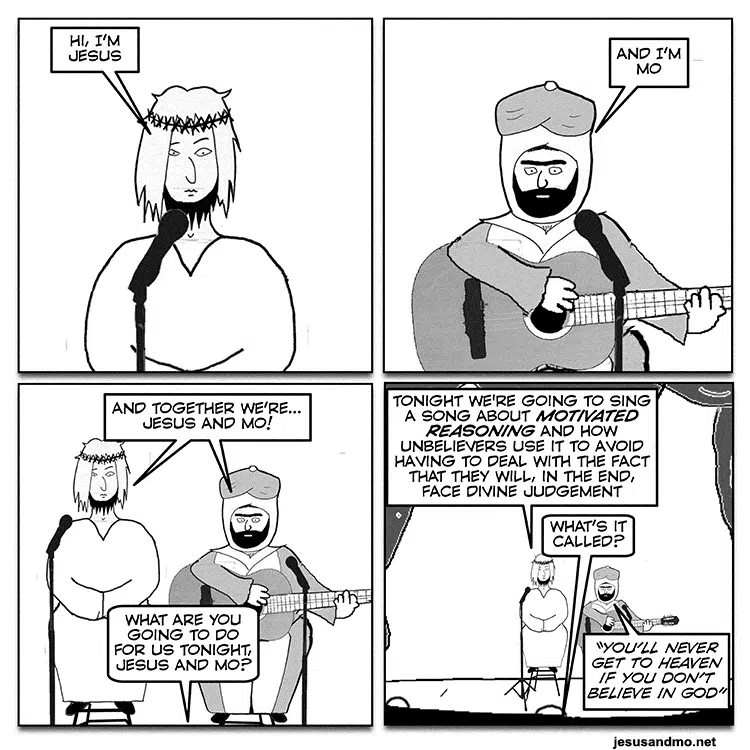 HI, I'M
JESUS
AND I'M
MO
AND TOGETHER WE'RE...
JESUS AND MO!
WHAT ARE YOU
GOING TO DO
FOR US TONIGHT,
JESUS AND MO?
TONIGHT WE'RE GOING TO SING
A SONG ABOUT MOTIVATED
REASONING AND HOW
UNBELIEVERS USE IT TO AVOID
HAVING TO DEAL WITH THE FACT
THAT THEY WILL, IN THE END,
FACE DIVINE JUDGEMENT
WHAT'S IT
CALLED?
"YOU'LL NEVER
GET TO HEAVEN
IF YOU DON'T
BELIEVE IN GOD"
jesusandmo.net